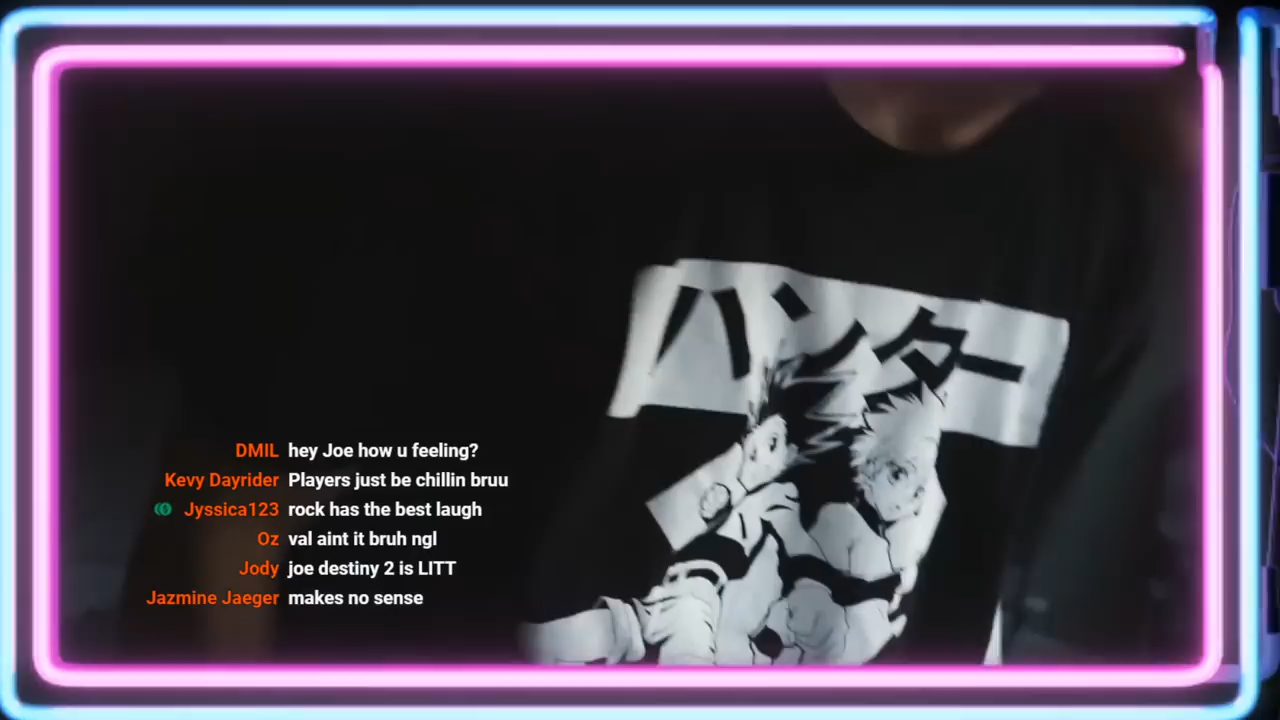 ハンター
DMIL hey Joe how u feeling?
Kevy Dayrider Players just be chillin bruu
Jyssica123 rock has the best laugh
Oz val aint it bruh ngl
Jody joe destiny 2 is LITT
Jazmine Jaeger makes no sense